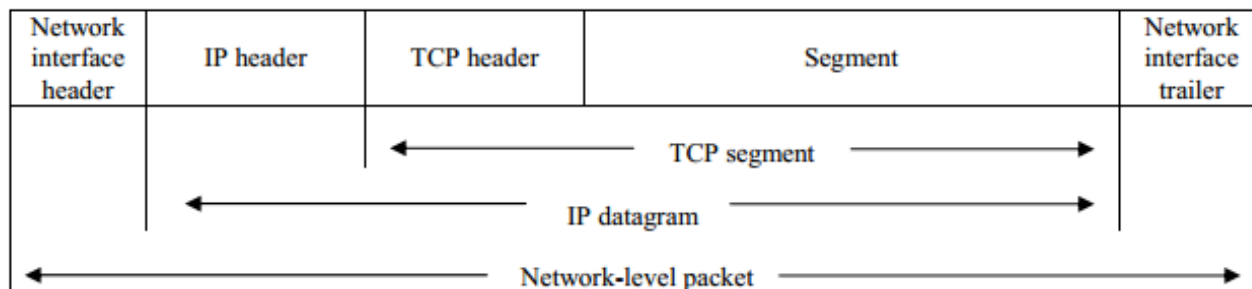 Network
interface
header
IP header
TCP header
Segment
Network
interface
trailer
TCP segment
IP datagram
Network-level packet